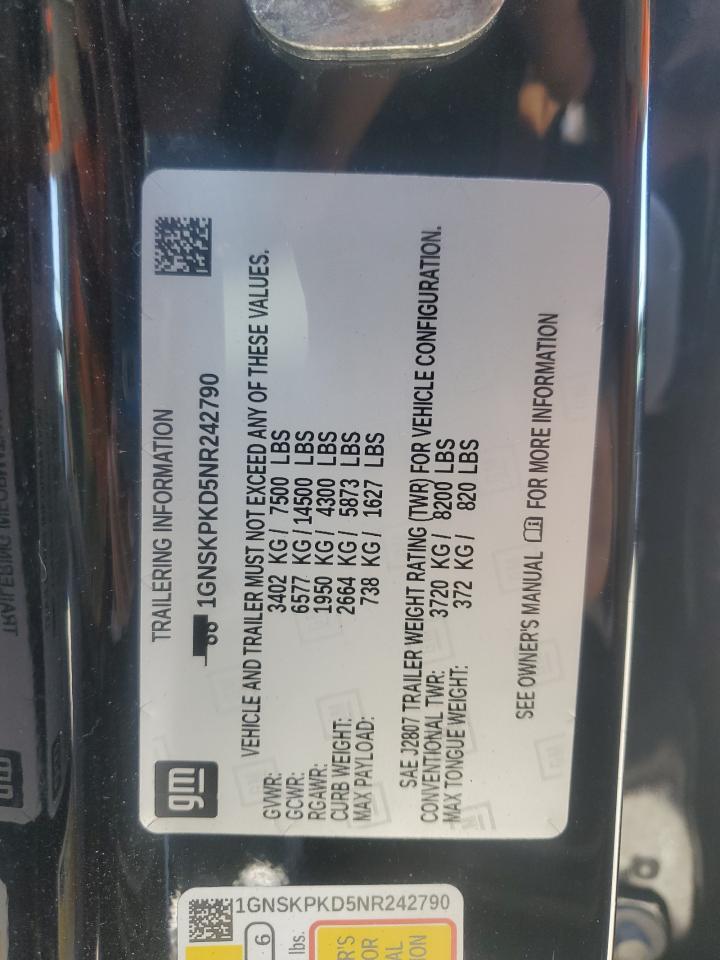 gm
TRAILERING INFORMATION
1GNSKPKD5NR242790
VEHICLE AND TRAILER MUST NOT EXCEED ANY OF THESE VALUES.
GVWR: 3402 KG / 7500 LBS
GCWR: 6577 KG / 14500 LBS
RGAWR: 1950 KG / 4300 LBS
CURB WEIGHT: 2664 KG / 5873 LBS
MAX PAYLOAD: 738 KG / 1627 LBS
SAE J2807 TRAILER WEIGHT RATING (TWR) FOR VEHICLE CONFIGURATION.
CONVENTIONAL TWR: 3720 KG / 8200 LBS
MAX TONGUE WEIGHT: 372 KG / 820 LBS
SEE OWNER'S MANUAL FOR MORE INFORMATION
1GNSKPKD5NR242790
6
lbs.